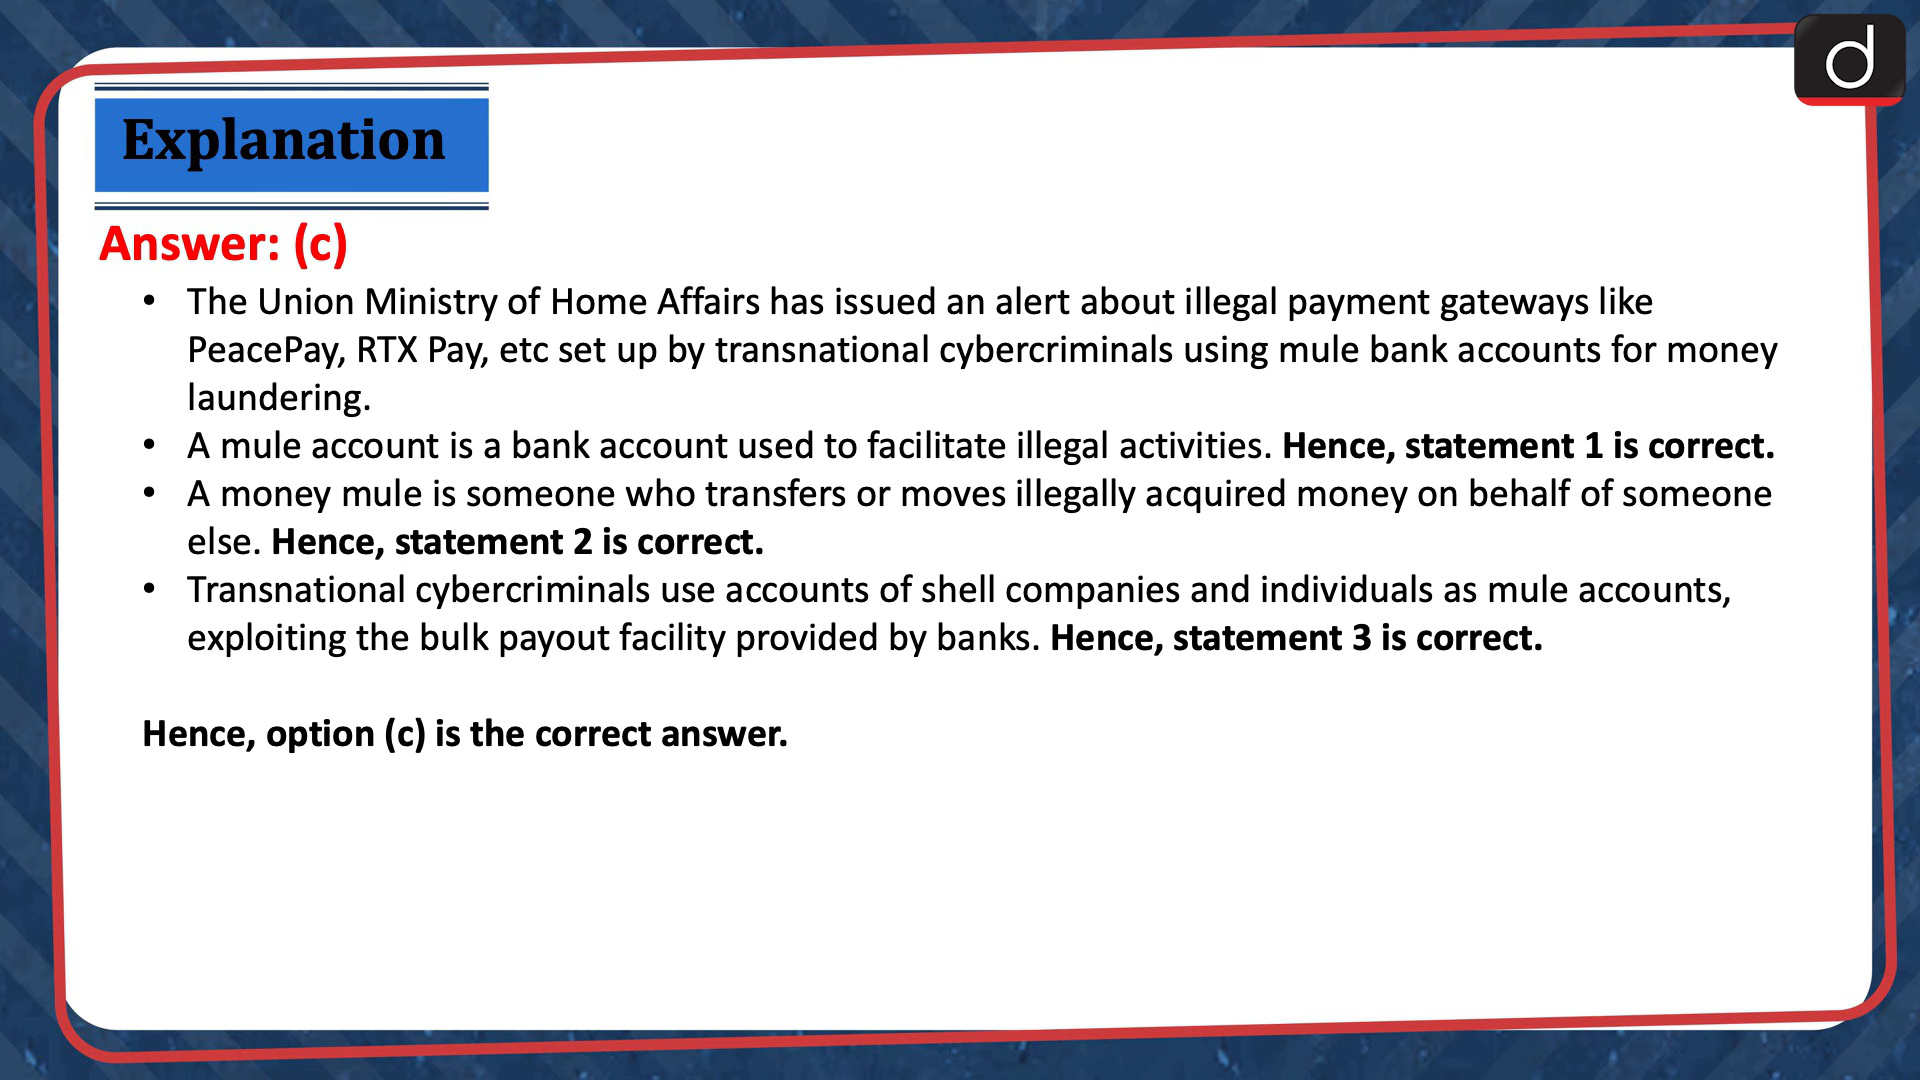 d
Explanation
Answer: (c)
• The Union Ministry of Home Affairs has issued an alert about illegal payment gateways like
PeacePay, RTX Pay, etc set up by transnational cybercriminals using mule bank accounts for money
laundering.
• A mule account is a bank account used to facilitate illegal activities. Hence, statement 1 is correct.
• A money mule is someone who transfers or moves illegally acquired money on behalf of someone
else. Hence, statement 2 is correct.
• Transnational cybercriminals use accounts of shell companies and individuals as mule accounts,
exploiting the bulk payout facility provided by banks. Hence, statement 3 is correct.
Hence, option (c) is the correct answer.